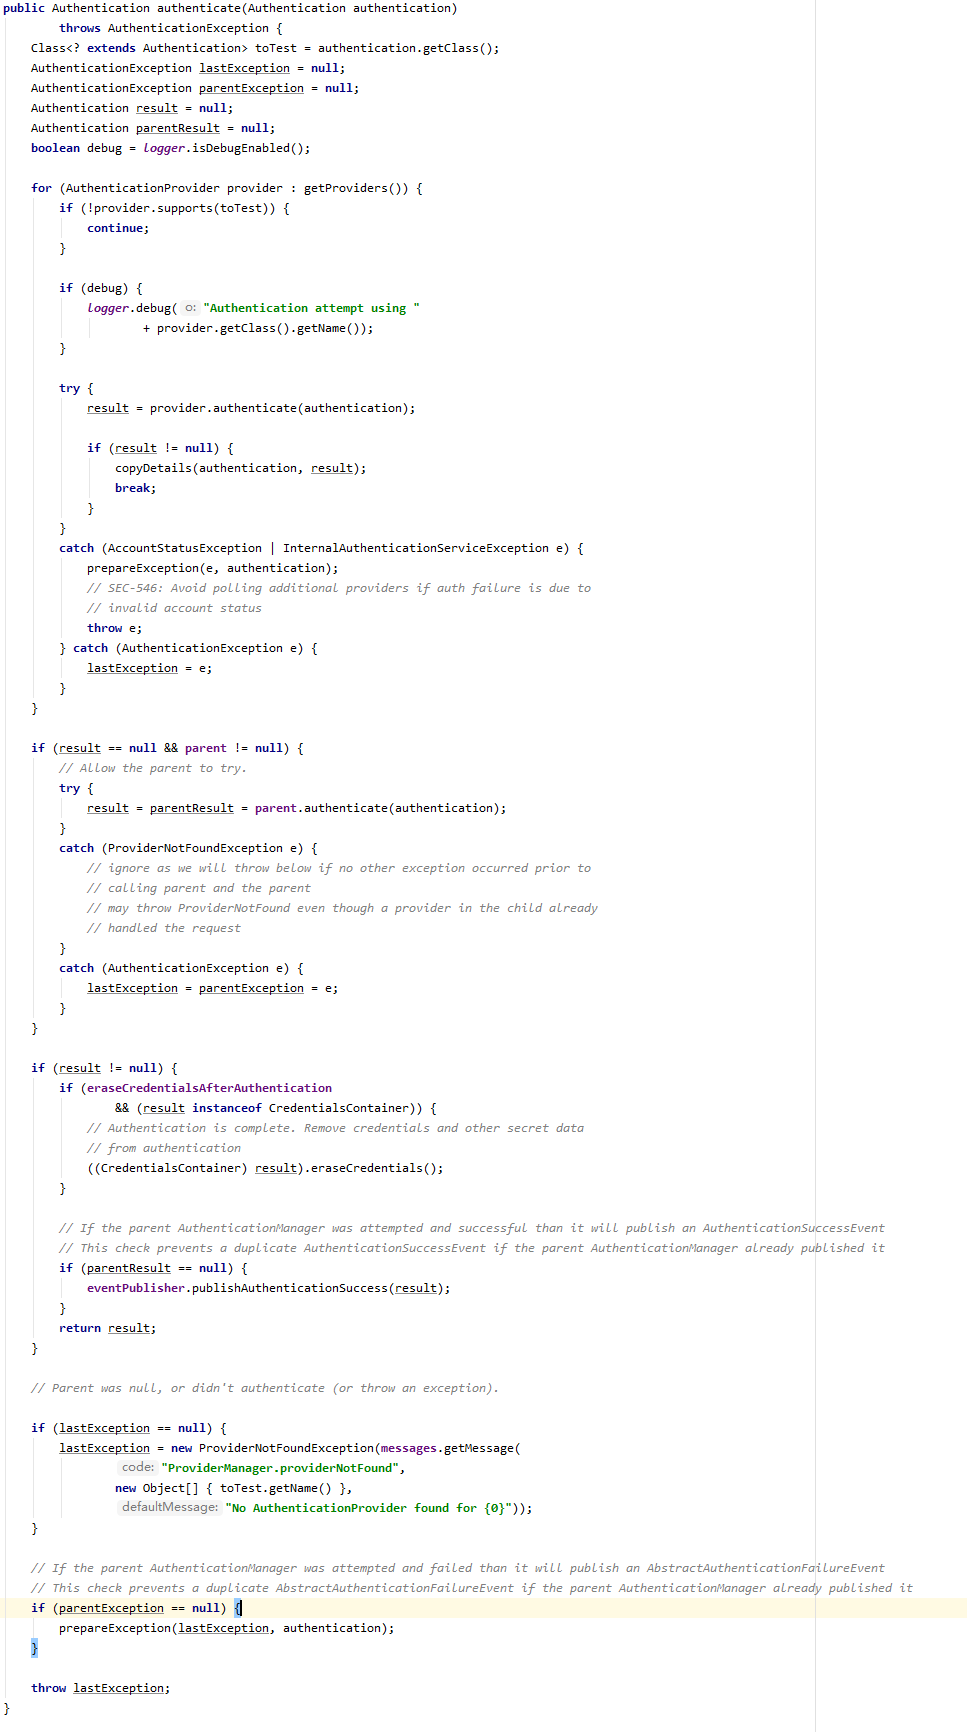 public Authentication authenticate(Authentication authentication)
        throws AuthenticationException {
    Class<? extends Authentication> toTest = authentication.getClass();
    AuthenticationException lastException = null;
    AuthenticationException parentException = null;
    Authentication result = null;
    Authentication parentResult = null;
    boolean debug = logger.isDebugEnabled();

    for (AuthenticationProvider provider : getProviders()) {
        if (!provider.supports(toTest)) {
            continue;
        }

        if (debug) {
            logger.debug( o: "Authentication attempt using "
                    + provider.getClass().getName());
        }

        try {
            result = provider.authenticate(authentication);

            if (result != null) {
                copyDetails(authentication, result);
                break;
            }
        }
        catch (AccountStatusException | InternalAuthenticationServiceException e) {
            prepareException(e, authentication);
            // SEC-546: Avoid polling additional providers if auth failure is due to
            // invalid account status
            throw e;
        } catch (AuthenticationException e) {
            lastException = e;
        }
    }

    if (result == null && parent != null) {
        // Allow the parent to try.
        try {
            result = parentResult = parent.authenticate(authentication);
        }
        catch (ProviderNotFoundException e) {
            // ignore as we will throw below if no other exception occurred prior to
            // calling parent and the parent
            // may throw ProviderNotFound even though a provider in the child already
            // handled the request
        }
        catch (AuthenticationException e) {
            lastException = parentException = e;
        }
    }

    if (result != null) {
        if (eraseCredentialsAfterAuthentication
                && (result instanceof CredentialsContainer)) {
            // Authentication is complete. Remove credentials and other secret data
            // from authentication
            ((CredentialsContainer) result).eraseCredentials();
        }

        // If the parent AuthenticationManager was attempted and successful than it will publish an AuthenticationSuccessEvent
        // This check prevents a duplicate AuthenticationSuccessEvent if the parent AuthenticationManager already published it
        if (parentResult == null) {
            eventPublisher.publishAuthenticationSuccess(result);
        }
        return result;
    }

    // Parent was null, or didn't authenticate (or throw an exception).

    if (lastException == null) {
        lastException = new ProviderNotFoundException(messages.getMessage(
                code: "ProviderManager.providerNotFound",
                new Object[] { toTest.getName() },
                defaultMessage: "No AuthenticationProvider found for {0}"));
    }

    // If the parent AuthenticationManager was attempted and failed than it will publish an AbstractAuthenticationFailureEvent
    // This check prevents a duplicate AbstractAuthenticationFailureEvent if the parent AuthenticationManager already published it
    if (parentException == null) {
        prepareException(lastException, authentication);
    }

    throw lastException;
}